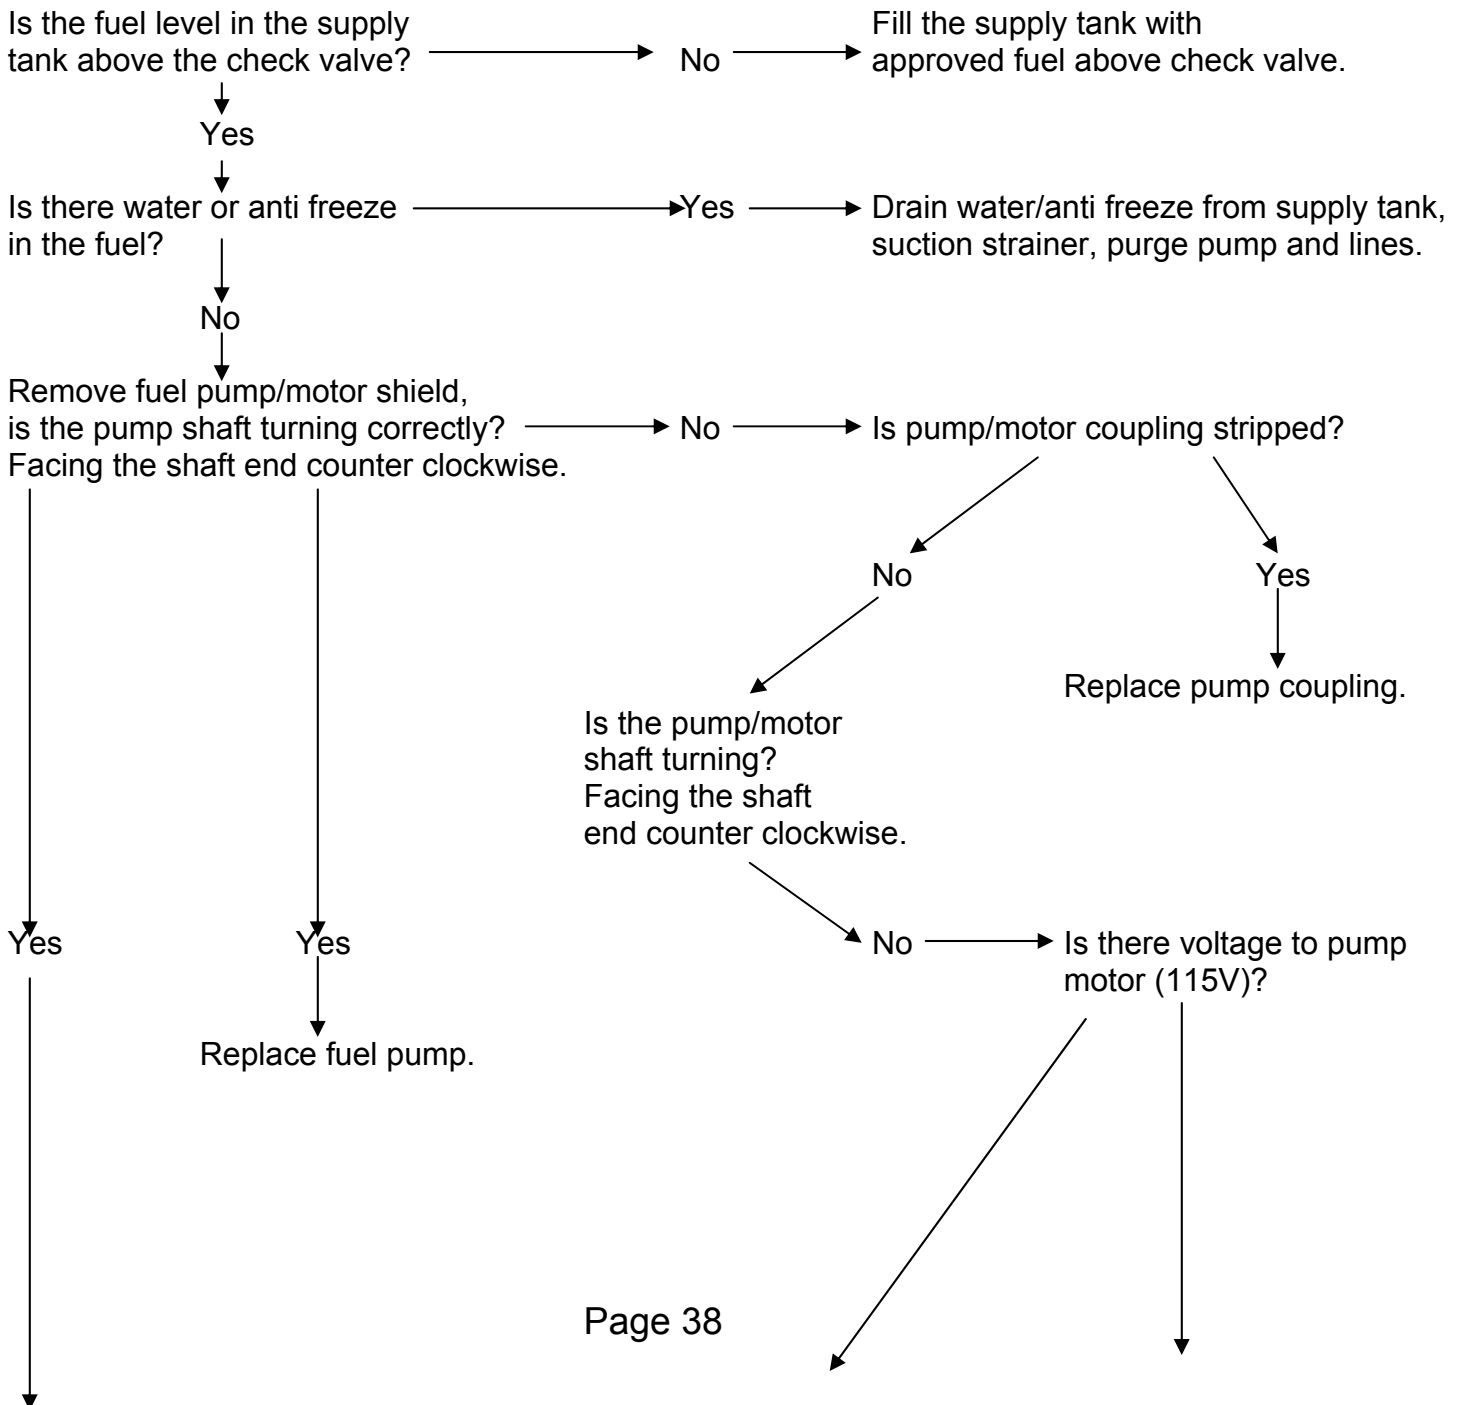 Is the fuel level in the supply
tank above the check valve?
No
Fill the supply tank with
approved fuel above check valve.
Yes
Is there water or anti freeze
in the fuel?
Yes
Drain water/anti freeze from supply tank,
suction strainer, purge pump and lines.
No
Remove fuel pump/motor shield,
is the pump shaft turning correctly?
Facing the shaft end counter clockwise.
No
Is pump/motor coupling stripped?
No
Yes
Replace pump coupling.
Is the pump/motor
shaft turning?
Facing the shaft
end counter clockwise.
Yes
Yes
No
Is there voltage to pump
motor (115V)?
Replace fuel pump.
Page 38